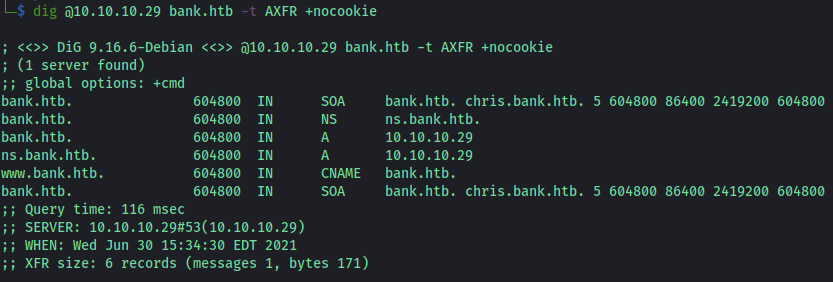 └─$ dig @10.10.10.29 bank.htb -t AXFR +nocookie
; <<>> DiG 9.16.6-Debian <<>> @10.10.10.29 bank.htb -t AXFR +nocookie
; (1 server found)
;; global options: +cmd
bank.htb. 604800 IN SOA bank.htb. chris.bank.htb. 5 604800 86400 2419200 604800
bank.htb. 604800 IN NS ns.bank.htb.
bank.htb. 604800 IN A 10.10.10.29
ns.bank.htb. 604800 IN A 10.10.10.29
www.bank.htb. 604800 IN CNAME bank.htb.
bank.htb. 604800 IN SOA bank.htb. chris.bank.htb. 5 604800 86400 2419200 604800
;; Query time: 116 msec
;; SERVER: 10.10.10.29#53(10.10.10.29)
;; WHEN: Wed Jun 30 15:34:30 EDT 2021
;; XFR size: 6 records (messages 1, bytes 171)